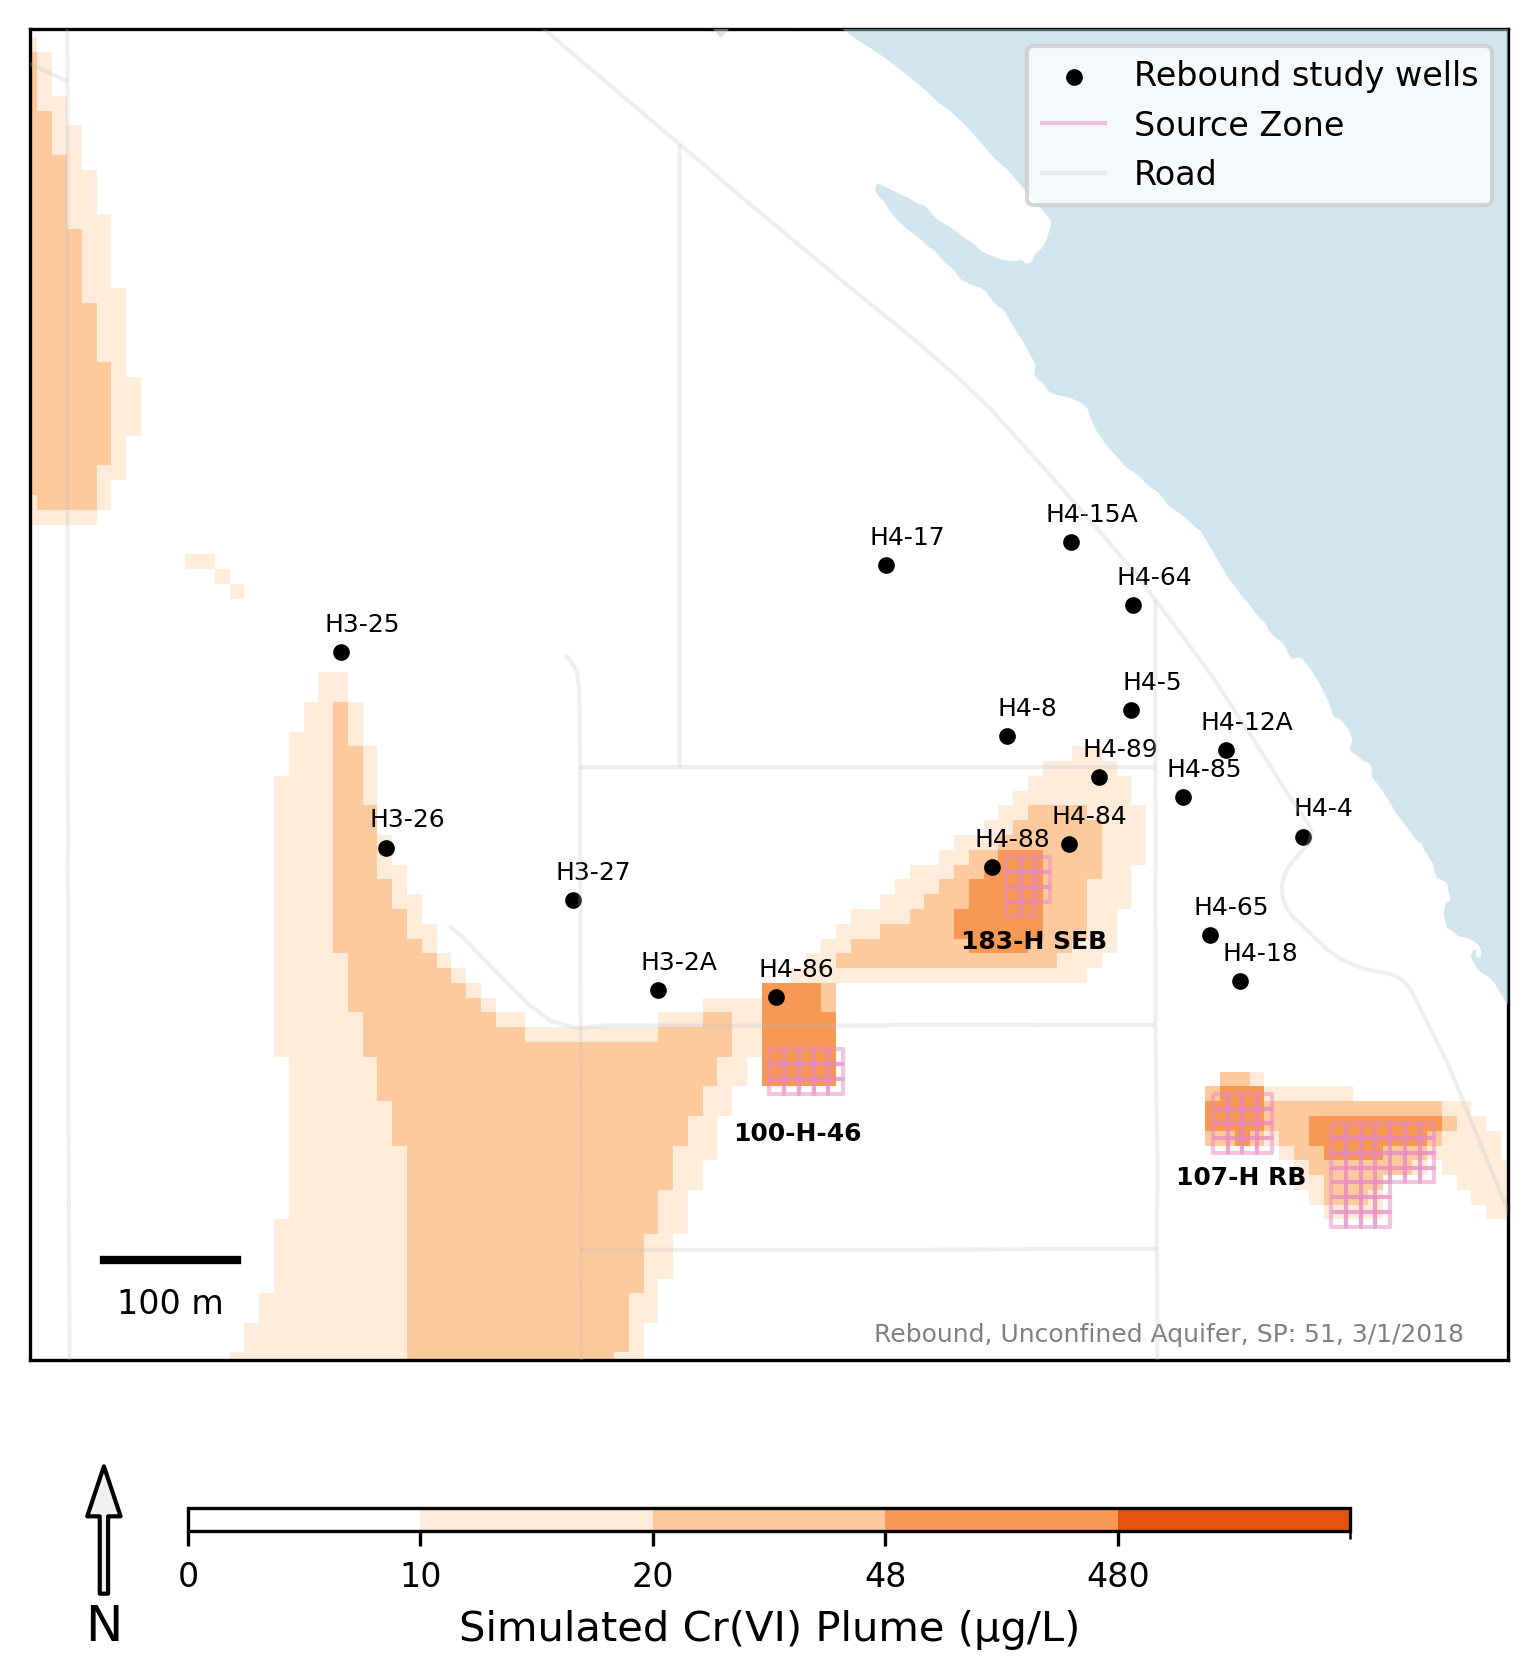 Rebound study wells
Source Zone
Road
H4-15A
H4-17
H4-64
H3-25
H4-5
H4-8
H4-12A
H4-89
H4-85
H4-4
H3-26
H4-84
H4-88
H3-27
H4-65
183-H SEB
H4-18
H3-2A
H4-86
100-H-46
107-H RB
100 m
Rebound, Unconfined Aquifer, SP: 51, 3/1/2018
0 10 20 48 480
N
Simulated Cr(VI) Plume (µg/L)